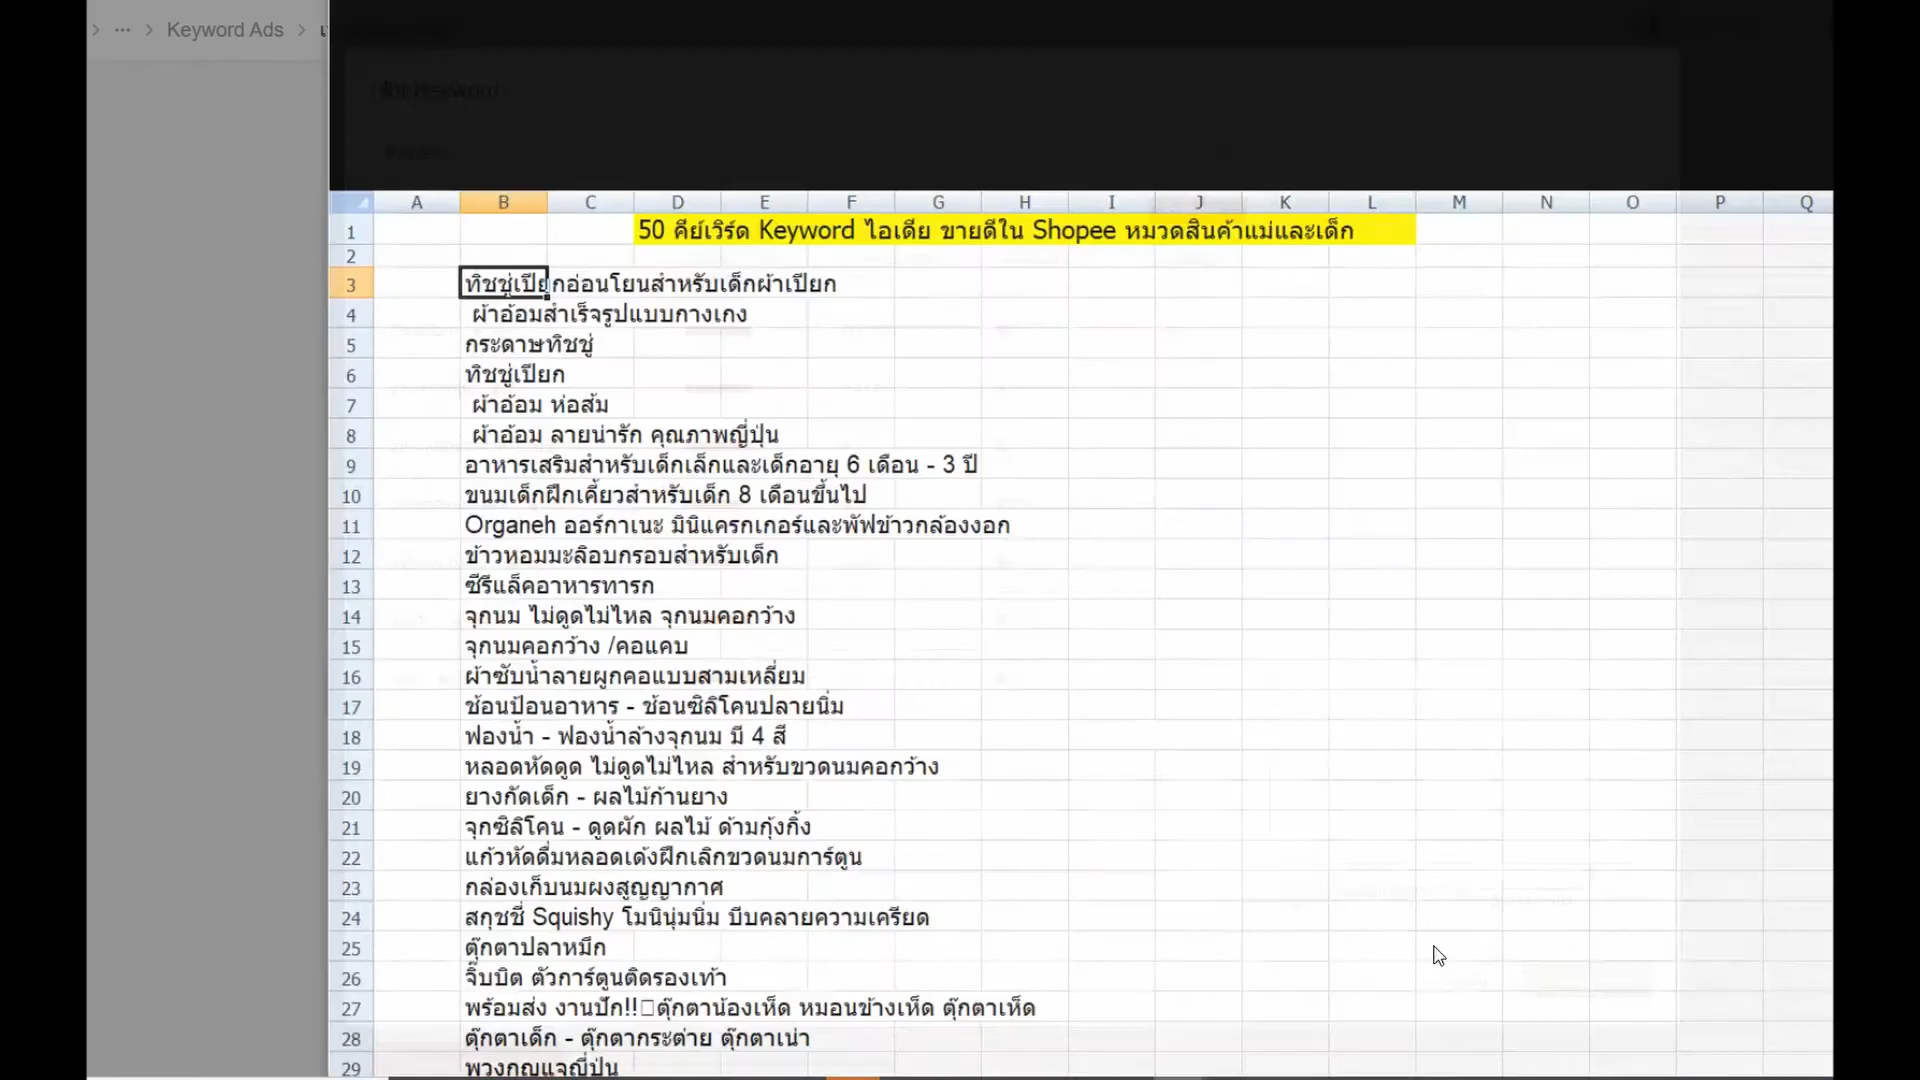 Keyword Ads
A B C D E F G H I J K L M N O P Q
1 50 คีย์เวิร์ด Keyword ไอเดีย ขายดีใน Shopee หมวดสินค้าแม่และเด็ก
2
3 ทิชชู่เปียกอ่อนโยนสำหรับเด็กผ้าเปียก
4 ผ้าอ้อมสำเร็จรูปแบบกางเกง
5 กระดาษทิชชู่
6 ทิชชู่เปียก
7 ผ้าอ้อม ห่อส้ม
8 ผ้าอ้อม ลายน่ารัก คุณภาพญี่ปุ่น
9 อาหารเสริมสำหรับเด็กเล็กและเด็กอายุ 6 เดือน - 3 ปี
10 ขนมเด็กฝึกเคี้ยวสำหรับเด็ก 8 เดือนขึ้นไป
11 Organeh ออร์กาเนะ มินิแครกเกอร์และพัฟข้าวกล้องงอก
12 ข้าวหอมมะลิอบกรอบสำหรับเด็ก
13 ซีรีแล็คอาหารทารก
14 จุกนม ไม่ดูดไม่ไหล จุกนมคอกว้าง
15 จุกนมคอกว้าง /คอแคบ
16 ผ้าซับน้ำลายผูกคอแบบสามเหลี่ยม
17 ช้อนป้อนอาหาร - ช้อนซิลิโคนปลายนิ่ม
18 ฟองน้ำ - ฟองน้ำล้างจุกนม มี 4 สี
19 หลอดหัดดูด ไม่ดูดไม่ไหล สำหรับขวดนมคอกว้าง
20 ยางกัดเด็ก - ผลไม้ก้านยาง
21 จุกซิลิโคน - ดูดผัก ผลไม้ ด้ามกุ้งกิ้ง
22 แก้วหัดดื่มหลอดเด้งฝึกเลิกขวดนมการ์ตูน
23 กล่องเก็บนมผงสูญญากาศ
24 สกุชชี่ Squishy โมนินุ่มนิ่ม บีบคลายความเครียด
25 ตุ๊กตาปลาหมึก
26 จิ๊บบิต ตัวการ์ตูนติดรองเท้า
27 พร้อมส่ง งานปัก!!□ตุ๊กตาน้องเห็ด หมอนข้างเห็ด ตุ๊กตาเห็ด
28 ตุ๊กตาเด็ก - ตุ๊กตากระต่าย ตุ๊กตาเน่า
29 พวงกุญแจญี่ปุ่น